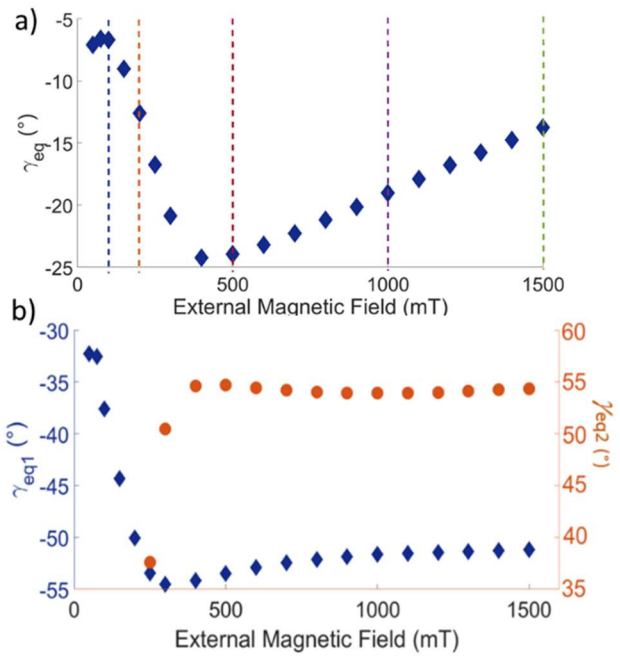 a)
-5
-10
-15
-20
-25
γeq (°)
0 500 1000 1500
External Magnetic Field (mT)
b)
-30
-35
-40
-45
-50
-55
γeq1 (°)
60
55
50
45
40
35
γeq2 (°)
0 500 1000 1500
External Magnetic Field (mT)